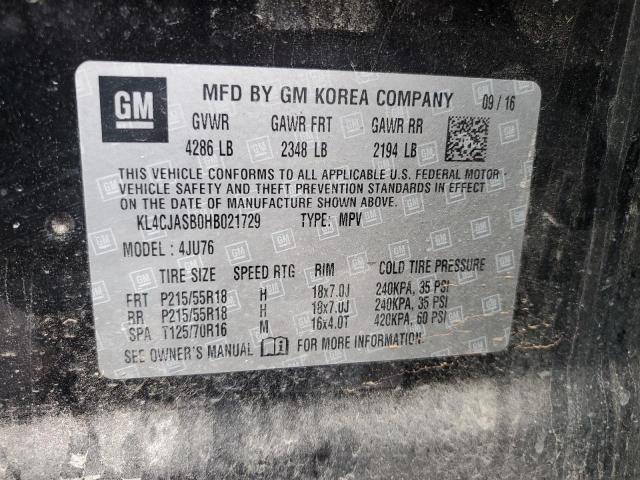 GM MFD BY GM KOREA COMPANY 09/16
GVWR GAWR FRT GAWR RR
4286 LB 2348 LB 2194 LB
THIS VEHICLE CONFORMS TO ALL APPLICABLE U.S. FEDERAL MOTOR
VEHICLE SAFETY AND THEFT PREVENTION STANDARDS IN EFFECT
ON THE DATE OF MANUFACTURE SHOWN ABOVE.
KL4CJASB0HB021729 TYPE: MPV
MODEL: 4JU76
TIRE SIZE SPEED RTG RIM COLD TIRE PRESSURE
FRT P215/55R18 H 18x7.0J 240KPA, 35 PSI
RR P215/55R18 H 18x7.0J 240KPA, 35 PSI
SPA T125/70R16 M 16x4.0T 420KPA, 60 PSI
SEE OWNER'S MANUAL FOR MORE INFORMATION.